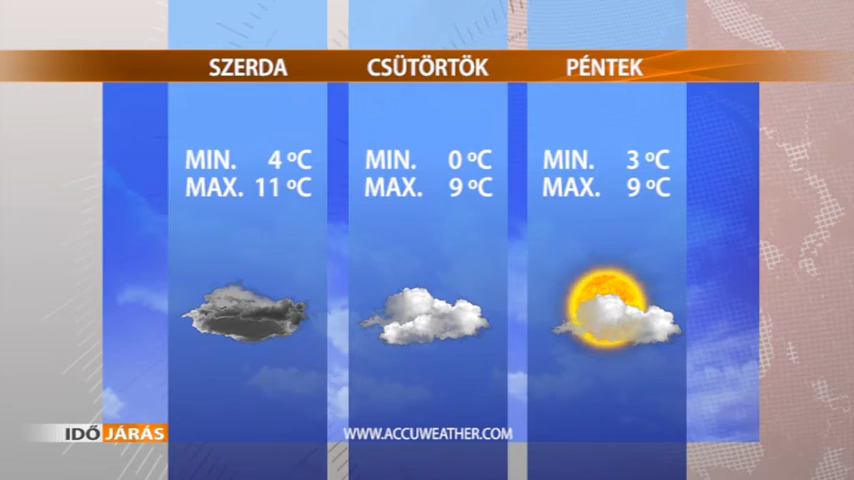 SZERDA CSÜTÖRTÖK PÉNTEK
MIN. 4 ºC MIN. 0 ºC MIN. 3 ºC
MAX. 11 ºC MAX. 9 ºC MAX. 9 ºC
IDŐJÁRÁS WWW.ACCUWEATHER.COM